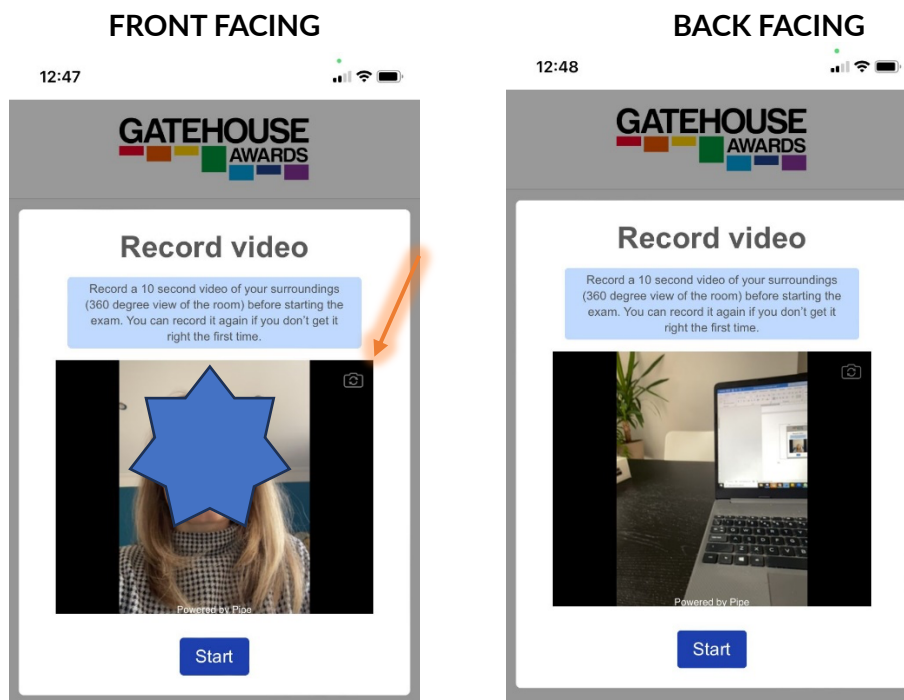 FRONT FACING
12:47
GATEHOUSE
AWARDS
Record video
Record a 10 second video of your surroundings
(360 degree view of the room) before starting the
exam. You can record it again if you don't get it
right the first time.
Powered by Pipe
Start
BACK FACING
12:48
GATEHOUSE
AWARDS
Record video
Record a 10 second video of your surroundings
(360 degree view of the room) before starting the
exam. You can record it again if you don't get it
right the first time.
Powered by Pipe
Start